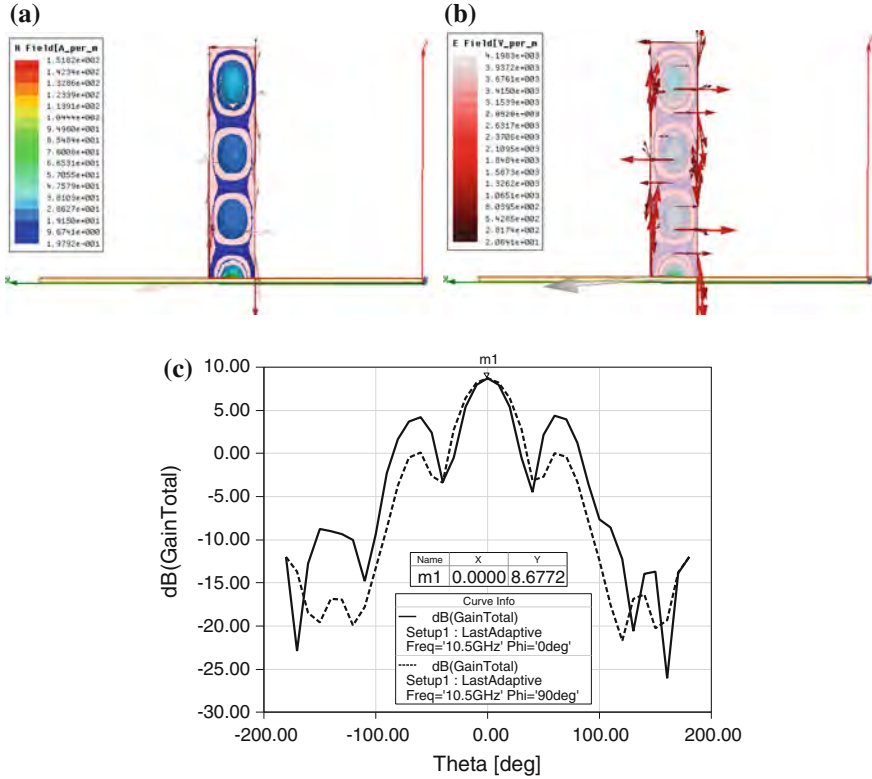 (a)
H Field[A_per_m
1.5182e+002
1.4234e+002
1.3286e+002
1.2339e+002
1.1391e+002
1.0444e+002
9.4960e+001
8.5484e+001
7.6008e+001
6.6531e+001
5.7055e+001
4.7579e+001
3.8103e+001
2.8627e+001
1.9150e+001
9.6741e+000
1.9792e+001
(b)
E Field[V_per_m
4.1983e+003
3.9372e+003
3.6761e+003
3.4150e+003
3.1539e+003
2.8928e+003
2.6317e+003
2.3706e+003
2.1095e+003
1.8484e+003
1.5873e+003
1.3262e+003
1.0651e+003
8.0395e+002
5.4285e+002
2.8174e+002
2.0641e+001
(c)
m1
10.00
5.00
0.00
-5.00
-10.00
-15.00
-20.00
-25.00
-30.00
dB(GainTotal)
Name X Y
m1 0.0000 8.6772
Curve Info
dB(GainTotal)
Setup1 : LastAdaptive
Freq='10.5GHz' Phi='0deg'
dB(GainTotal)
Setup1 : LastAdaptive
Freq='10.5GHz' Phi='90deg'
-200.00 -100.00 0.00 100.00 200.00
Theta [deg]